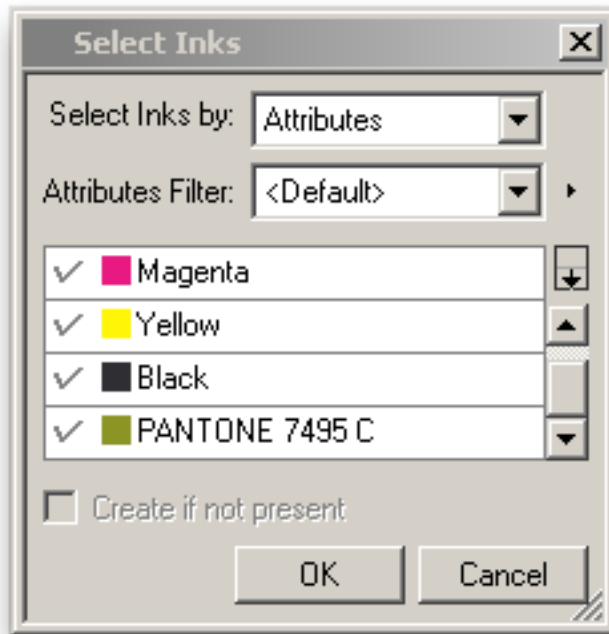 Select Inks
Select Inks by: Attributes
Attributes Filter: <Default>
Magenta
Yellow
Black
PANTONE 7495 C
Create if not present
OK Cancel